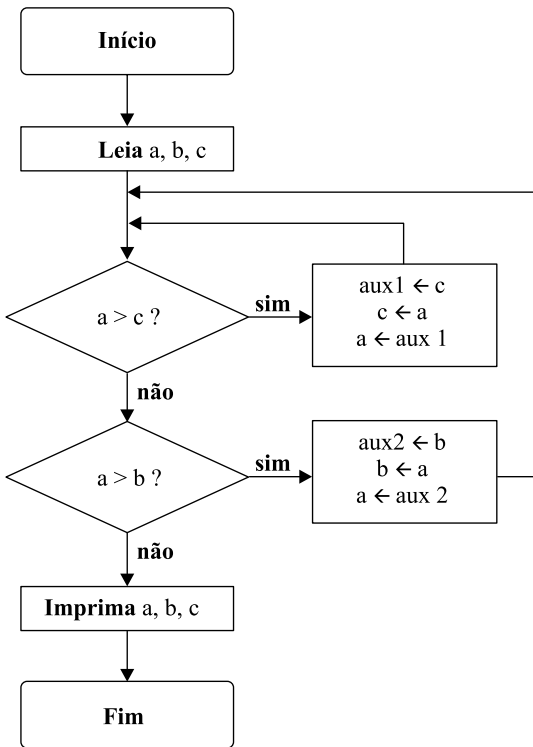 Início
Leia a, b, c
a > c ?
sim
aux1 ← c
c ← a
a ← aux 1
não
a > b ?
sim
aux2 ← b
b ← a
a ← aux 2
não
Imprima a, b, c
Fim